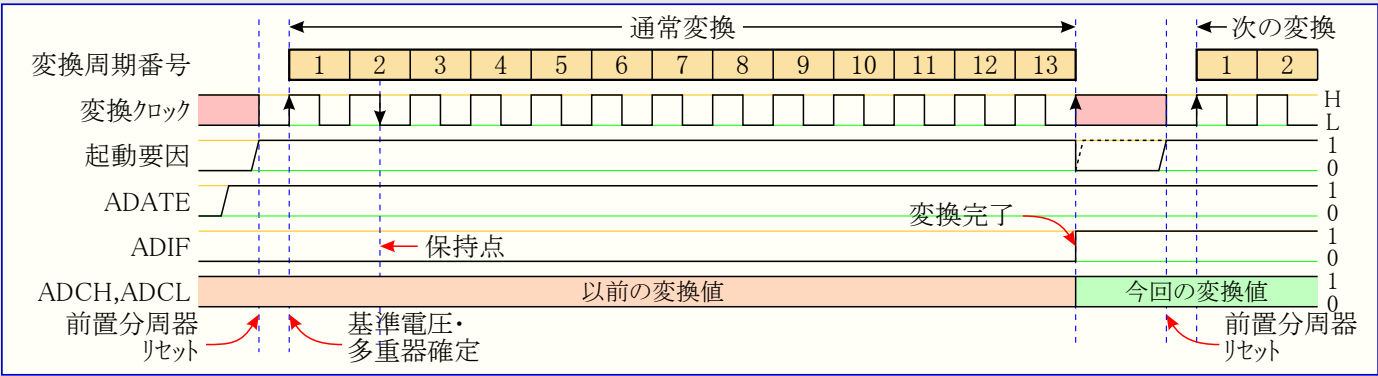 通常変換
次の変換
変換周期番号
1 2 3 4 5 6 7 8 9 10 11 12 13
1 2
変換クロック
H
L
起動要因
1
0
ADATE
1
0
変換完了
ADIF
保持点
1
0
ADCH,ADCL
以前の変換値
今回の変換値
1
0
前置分周器
リセット
基準電圧・
多重器確定
前置分周器
リセット